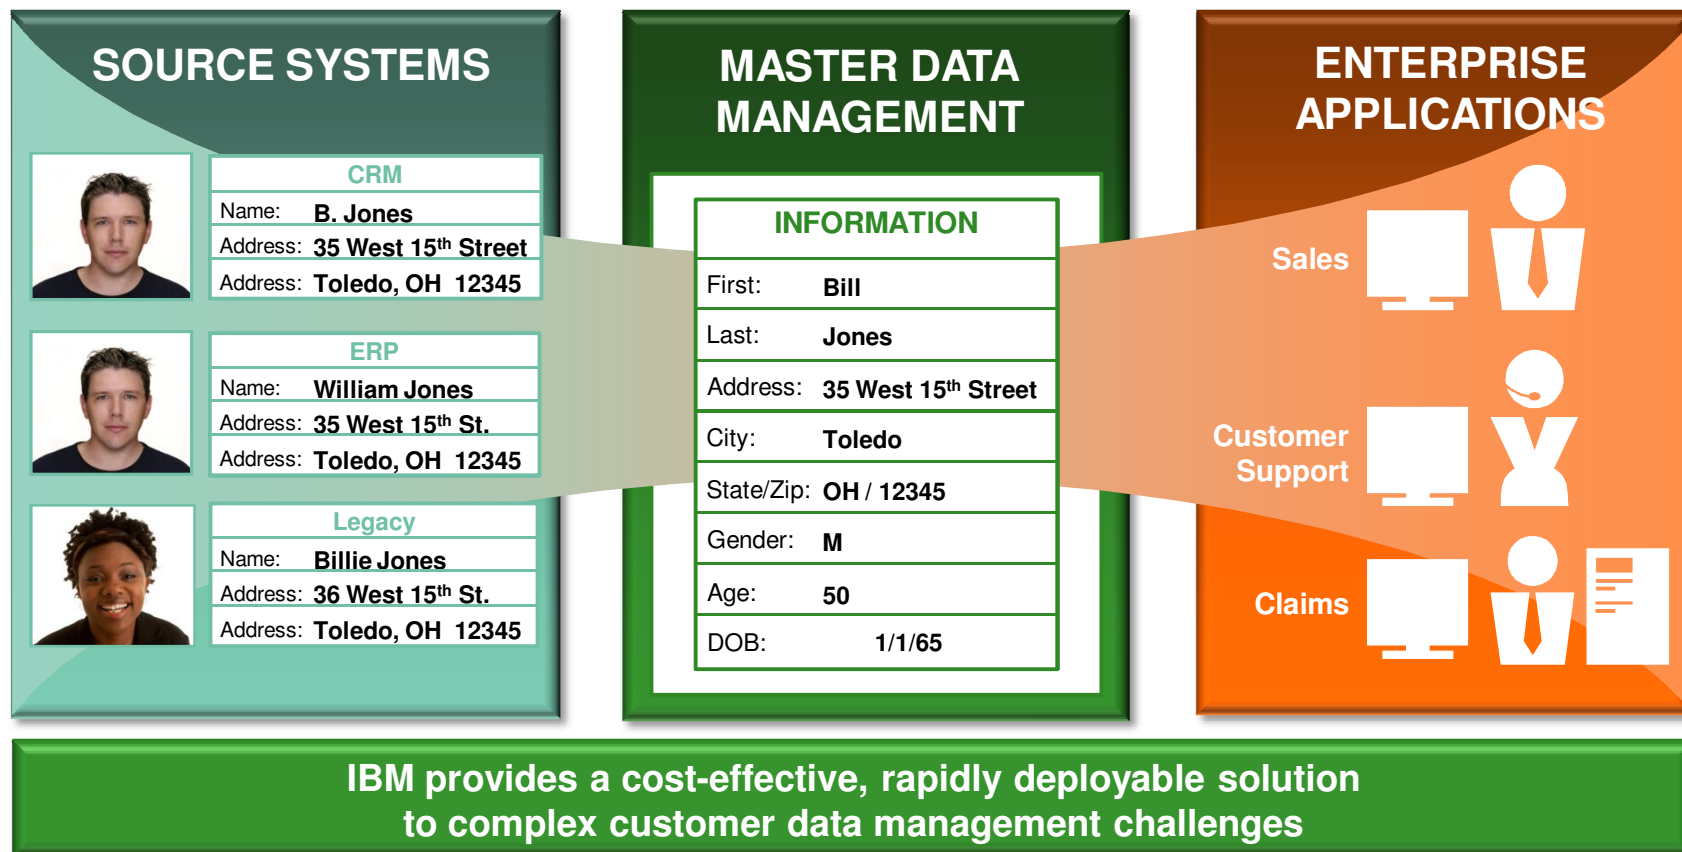 SOURCE SYSTEMS
CRM
Name: B. Jones
Address: 35 West 15th Street
Address: Toledo, OH 12345
ERP
Name: William Jones
Address: 35 West 15th St.
Address: Toledo, OH 12345
Legacy
Name: Billie Jones
Address: 36 West 15th St.
Address: Toledo, OH 12345
MASTER DATA
MANAGEMENT
INFORMATION
First: Bill
Last: Jones
Address: 35 West 15th Street
City: Toledo
State/Zip: OH / 12345
Gender: M
Age: 50
DOB: 1/1/65
ENTERPRISE
APPLICATIONS
Sales
Customer
Support
Claims
IBM provides a cost-effective, rapidly deployable solution
to complex customer data management challenges